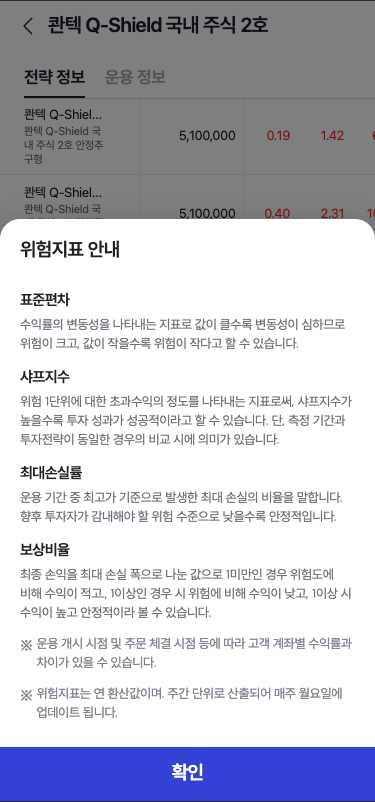 콴텍 Q-Shield 국내 주식 2호
전략 정보 운용 정보
콴텍 Q-Shiel...
콴텍 Q-Shield 국
내 주식 2호 안정추
구형
5,100,000 0.19 1.42
콴텍 Q-Shiel...
콴텍 Q-Shield 국
5,100,000 0.40 2.31
위험지표 안내
표준편차
수익률의 변동성을 나타내는 지표로 값이 클수록 변동성이 심하므로
위험이 크고, 값이 작을수록 위험이 작다고 할 수 있습니다.
샤프지수
위험 1단위에 대한 초과수익의 정도를 나타내는 지표로써, 샤프지수가
높을수록 투자 성과가 성공적이라고 할 수 있습니다. 단, 측정 기간과
투자전략이 동일한 경우의 비교 시에 의미가 있습니다.
최대손실률
운용 기간 중 최고가 기준으로 발생한 최대 손실의 비율을 말합니다.
향후 투자자가 감내해야 할 위험 수준으로 낮을수록 안정적입니다.
보상비율
최종 손익을 최대 손실 폭으로 나눈 값으로 1미만인 경우 위험도에
비해 수익이 적고., 1이상인 경우 시 위험에 비해 수익이 낮고, 1이상 시
수익이 높고 안정적이라 볼 수 있습니다.
※ 운용 개시 시점 및 주문 체결 시점 등에 따라 고객 계좌별 수익률과
차이가 있을 수 있습니다.
※ 위험지표는 연 환산값이며. 주간 단위로 산출되어 매주 월요일에
업데이트 됩니다.
확인